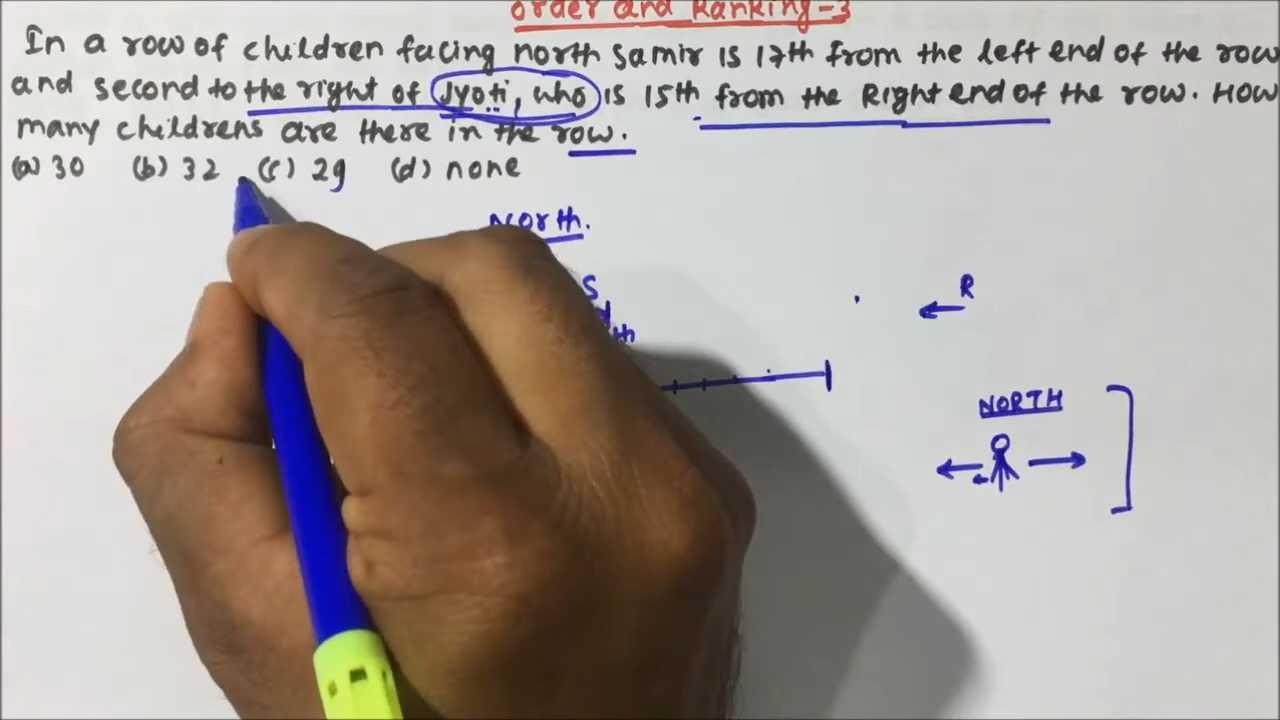 Order and Ranking-3
In a row of children facing north Samir is 17th from the left end of the row
and second to the right of Jyoti, who is 15th from the Right end of the row. How
many childrens are there in the row.
(a) 30 (b) 32 (c) 29 (d) none
North.
S
R
th
NORTH